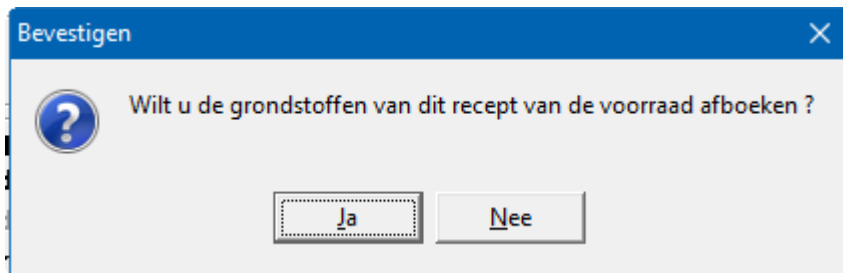 Bevestigen
Wilt u de grondstoffen van dit recept van de voorraad afboeken ?
Ja
Nee